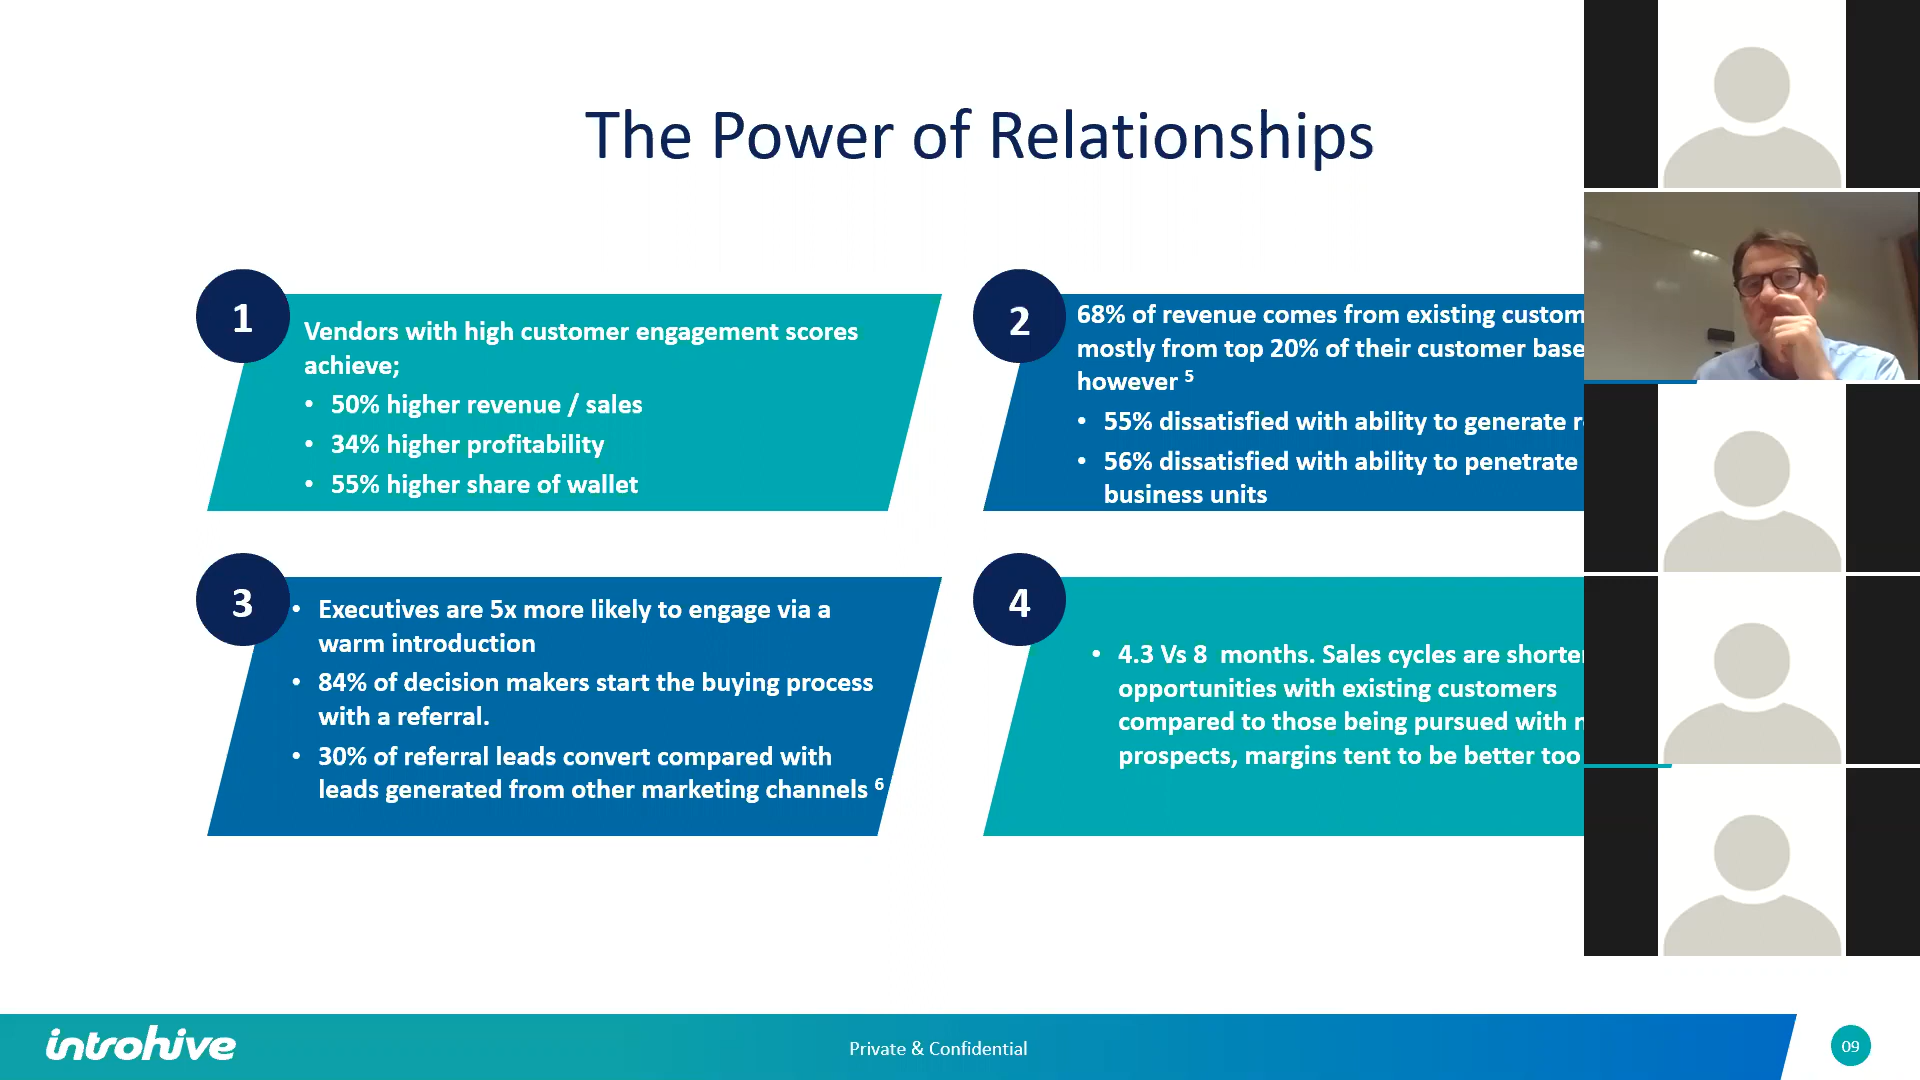 The Power of Relationships
1
Vendors with high customer engagement scores
achieve;
• 50% higher revenue / sales
• 34% higher profitability
• 55% higher share of wallet
2
68% of revenue comes from existing custom
mostly from top 20% of their customer base
however 5
• 55% dissatisfied with ability to generate r
• 56% dissatisfied with ability to penetrate
business units
3
• Executives are 5x more likely to engage via a
warm introduction
• 84% of decision makers start the buying process
with a referral.
• 30% of referral leads convert compared with
leads generated from other marketing channels 6
4
• 4.3 Vs 8 months. Sales cycles are shorte
opportunities with existing customers
compared to those being pursued with n
prospects, margins tent to be better too
introhive
Private & Confidential
09